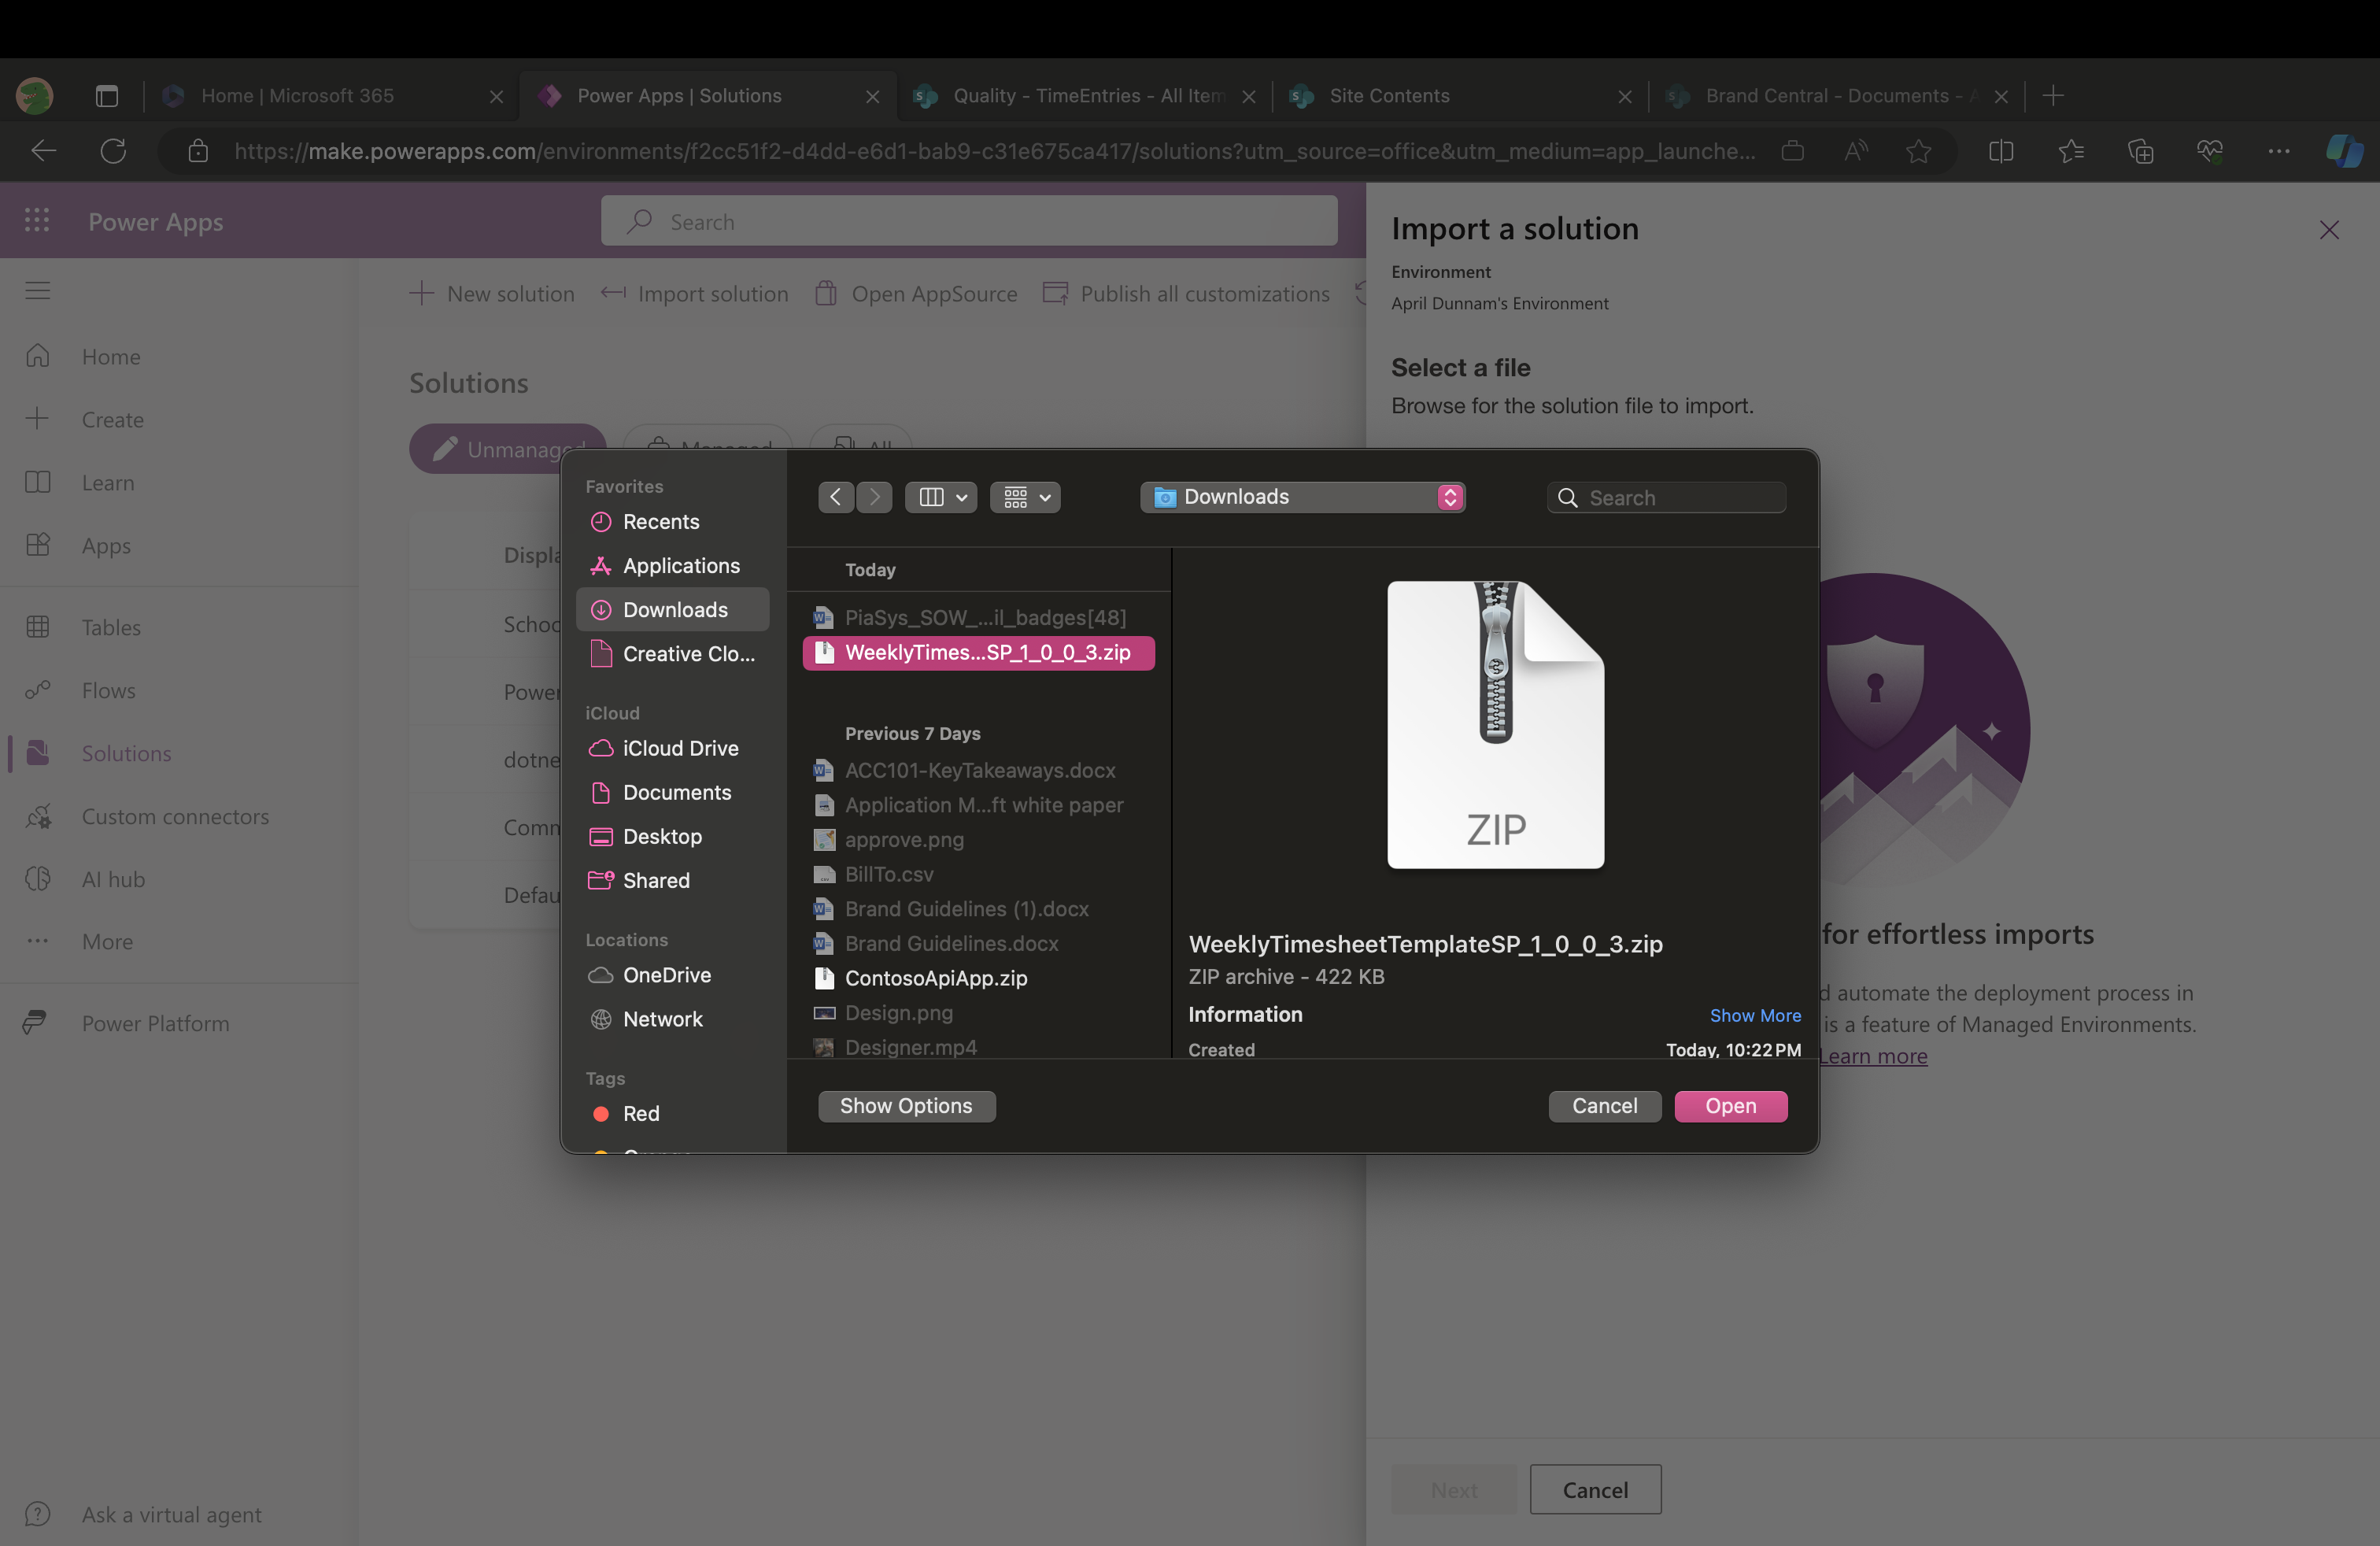 Home | Microsoft 365
Power Apps | Solutions
Quality - TimeEntries - All Item
Site Contents
Brand Central - Documents - A
https://make.powerapps.com/environments/f2cc51f2-d4dd-e6d1-bab9-c31e675ca417/solutions?utm_source=office&utm_medium=app_launche...
Power Apps
Search
Home
Create
Learn
Apps
Tables
Flows
Solutions
Custom connectors
AI hub
More
Power Platform
Ask a virtual agent
New solution
Import solution
Open AppSource
Publish all customizations
Solutions
Unmanaged
Managed
All
Displa
Schoo
Power
dotne
Comm
Defau
Import a solution
Environment
April Dunnam's Environment
Select a file
Browse for the solution file to import.
for effortless imports
d automate the deployment process in
is a feature of Managed Environments.
Learn more
Next
Cancel
Favorites
Recents
Applications
Downloads
Creative Clo...
iCloud
iCloud Drive
Documents
Desktop
Shared
Locations
OneDrive
Network
Tags
Red
Downloads
Search
Today
PiaSys_SOW_...il_badges[48]
WeeklyTimes...SP_1_0_0_3.zip
Previous 7 Days
ACC101-KeyTakeaways.docx
Application M...ft white paper
approve.png
BillTo.csv
Brand Guidelines (1).docx
Brand Guidelines.docx
ContosoApiApp.zip
Design.png
Designer.mp4
ZIP
WeeklyTimesheetTemplateSP_1_0_0_3.zip
ZIP archive - 422 KB
Information
Show More
Created
Today, 10:22 PM
Show Options
Cancel
Open